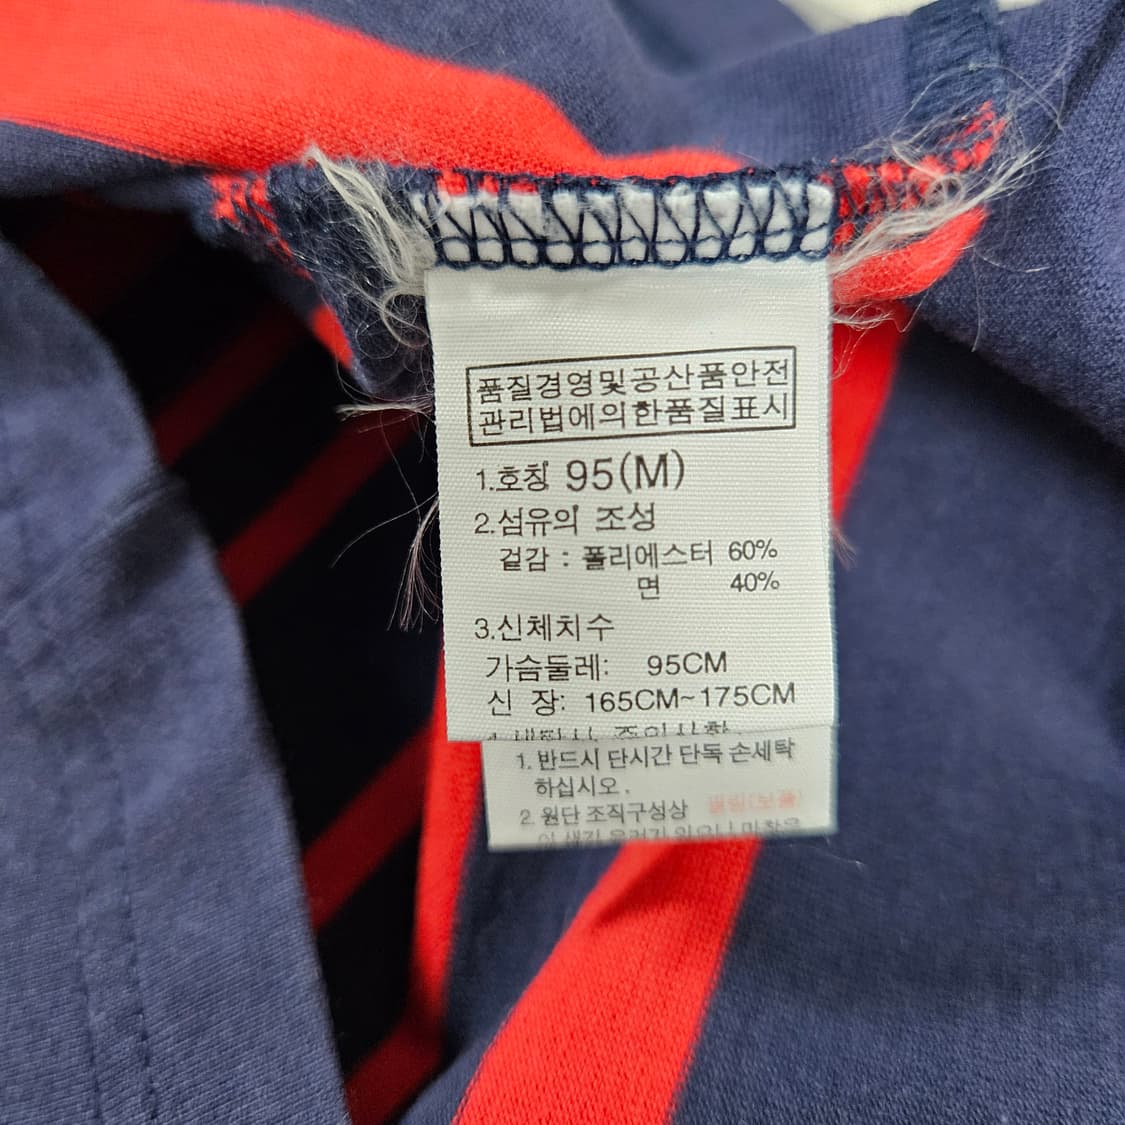 품질경영및공산품안전
관리법에의한품질표시
1.호칭 95(M)
2.섬유의 조성
겉감 : 폴리에스터 60%
면 40%
3.신체치수
가슴둘레: 95CM
신 장: 165CM~175CM
1. 반드시 단시간 단독 손세탁
하십시오.
2. 원단 조직구성상 필링(보풀)